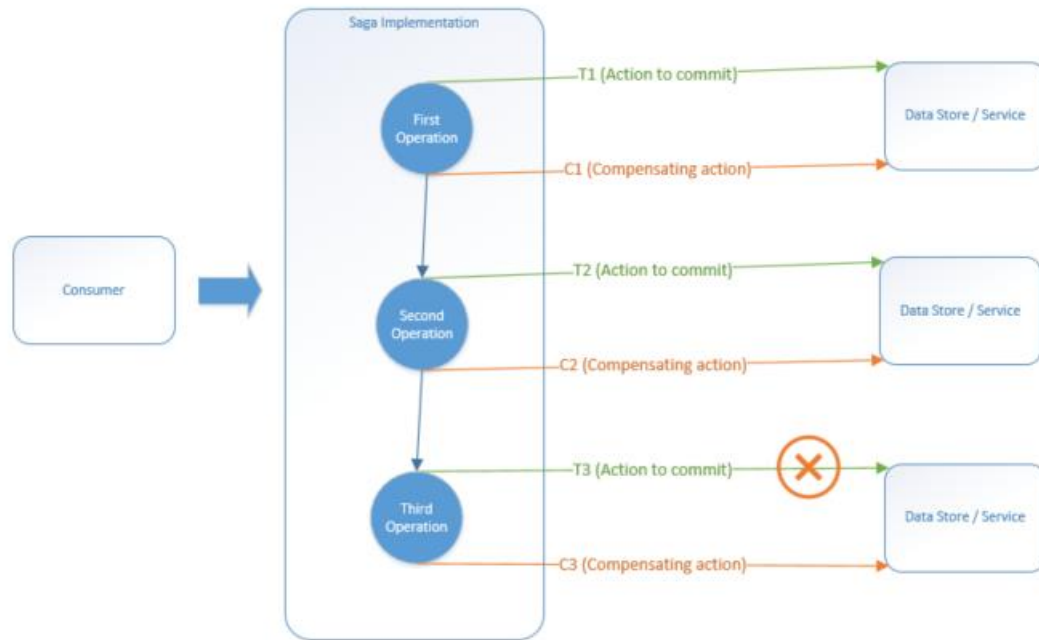 Saga Implementation
T1 (Action to commit)
First
Operation
Data Store / Service
C1 (Compensating action)
T2 (Action to commit)
Consumer
Second
Operation
Data Store / Service
C2 (Compensating action)
T3 (Action to commit)
Third
Operation
Data Store / Service
C3 (Compensating action)